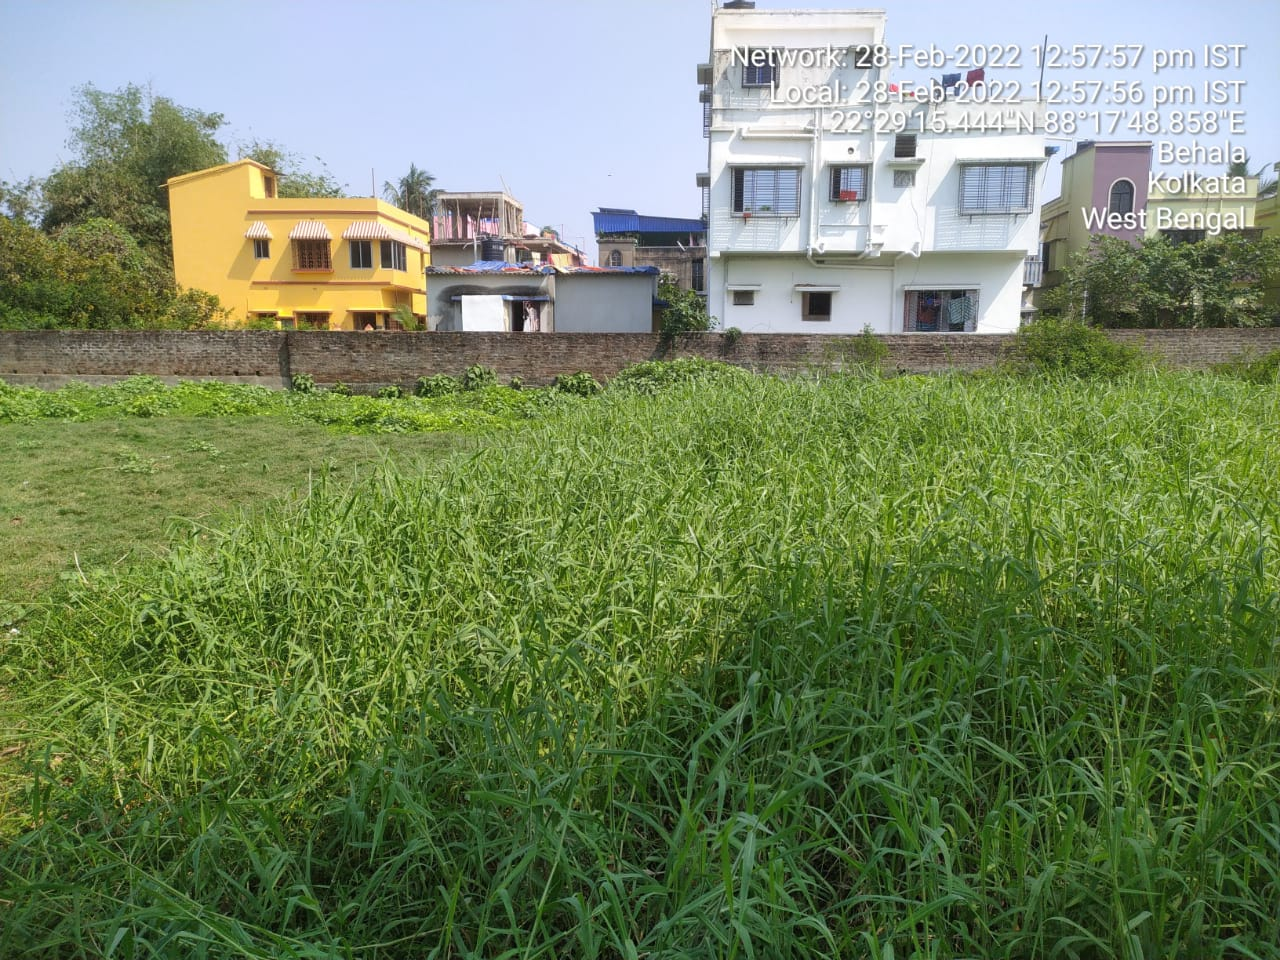 Network: 28-Feb-2022 12:57:57 pm IST
Local: 28-Feb-2022 12:57:56 pm IST
22°29'15.444"N 88°17'48.858"E
Behala
Kolkata
West Bengal